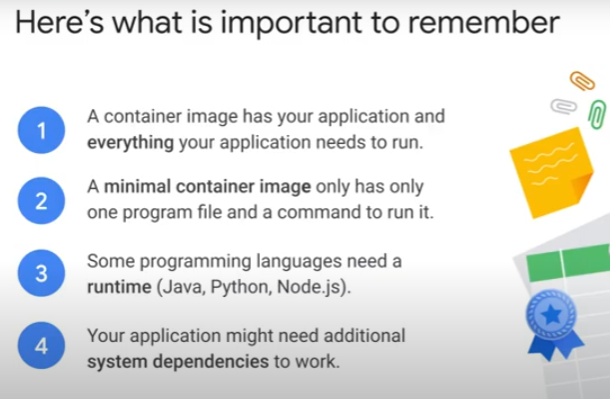 Here's what is important to remember
1
A container image has your application and
everything your application needs to run.
2
A minimal container image only has only
one program file and a command to run it.
3
Some programming languages need a
runtime (Java, Python, Node.js).
4
Your application might need additional
system dependencies to work.